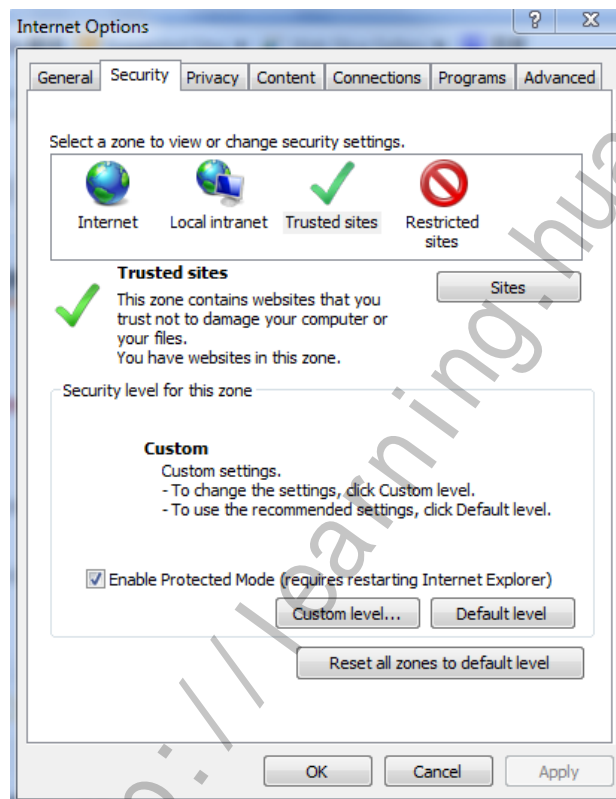 Internet Options
General Security Privacy Content Connections Programs Advanced
Select a zone to view or change security settings.
Internet Local intranet Trusted sites Restricted sites
Trusted sites
Sites
This zone contains websites that you
trust not to damage your computer or
your files.
You have websites in this zone.
Security level for this zone
Custom
Custom settings.
- To change the settings, click Custom level.
- To use the recommended settings, click Default level.
Enable Protected Mode (requires restarting Internet Explorer)
Custom level... Default level
Reset all zones to default level
OK Cancel Apply
://learning.hua